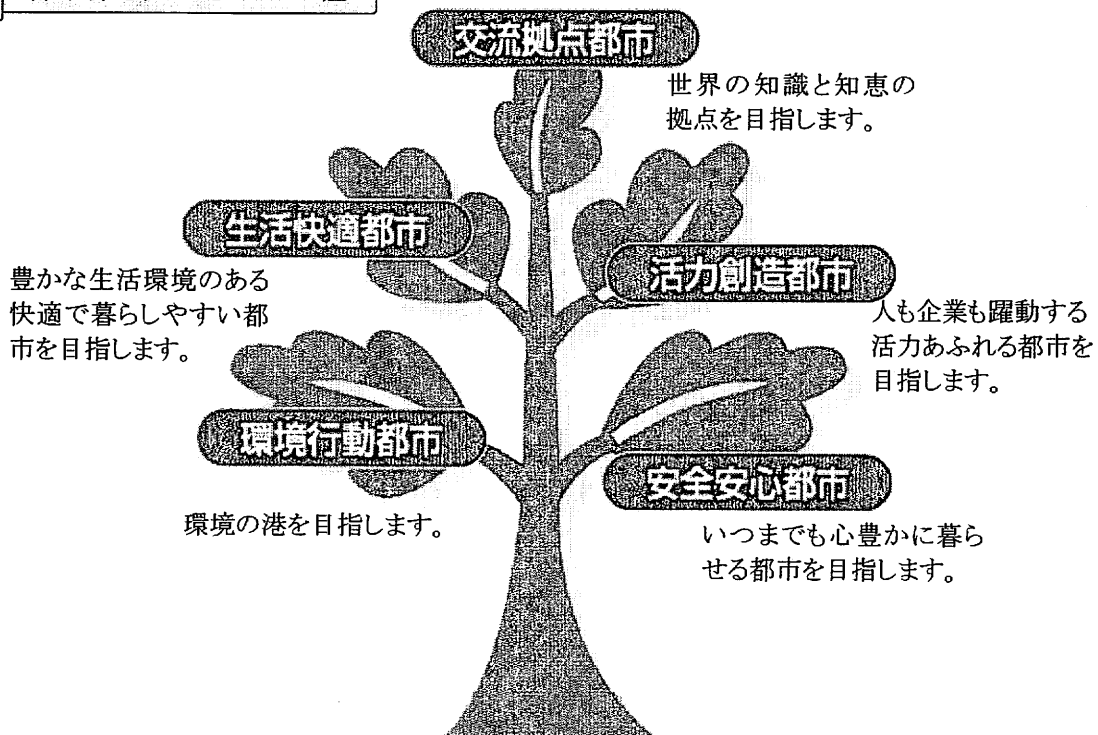 交流拠点都市
世界の知識と知恵の
拠点を目指します。
生活快適都市
豊かな生活環境のある
快適で暮らしやすい都
市を目指します。
活力創造都市
人も企業も躍動する
活力あふれる都市を
目指します。
環境行動都市
環境の港を目指します。
安全安心都市
いつまでも心豊かに暮ら
せる都市を目指します。